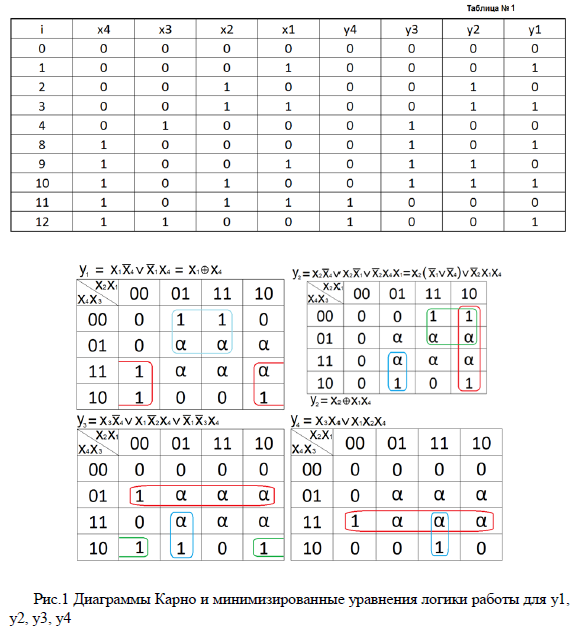 Таблица № 1
i x4 x3 x2 x1 y4 y3 y2 y1
0 0 0 0 0 0 0 0 0
1 0 0 0 1 0 0 0 1
2 0 0 1 0 0 0 1 0
3 0 0 1 1 0 0 1 1
4 0 1 0 0 0 1 0 0
8 1 0 0 0 0 1 0 1
9 1 0 0 1 0 1 1 0
10 1 0 1 0 0 1 1 1
11 1 0 1 1 1 0 0 0
12 1 1 0 0 1 0 0 1
y₁ = x₁x̅₄∨x̅₁x₄ = x₁⊕x₄
X₂X₁ X₄X₃ 00 01 11 10
00 0 1 1 0
01 0 α α α
11 1 α α α
10 1 0 0 1
y₂=x₂x̅₄∨x₂x̅₁∨x̅₂x₄x₁=x₂(x̅₁∨x̅₄)∨x̅₂x₁x₄
X₂X₁ X₄X₃ 00 01 11 10
00 0 0 1 1
01 0 α α α
11 0 α α α
10 0 1 0 1
y₂=x₂⊕x₁x₄
y₃=x₃x̅₄∨x₁x̅₂x₄∨x̅₁x̅₃x₄
X₂X₁ X₄X₃ 00 01 11 10
00 0 0 0 0
01 1 α α α
11 0 α α α
10 1 1 0 1
y₄=x₃x₄∨x₁x₂x₄
X₂X₁ X₄X₃ 00 01 11 10
00 0 0 0 0
01 0 α α α
11 1 α α α
10 0 0 1 0
Рис.1 Диаграммы Карно и минимизированные уравнения логики работы для y1,
y2, y3, y4